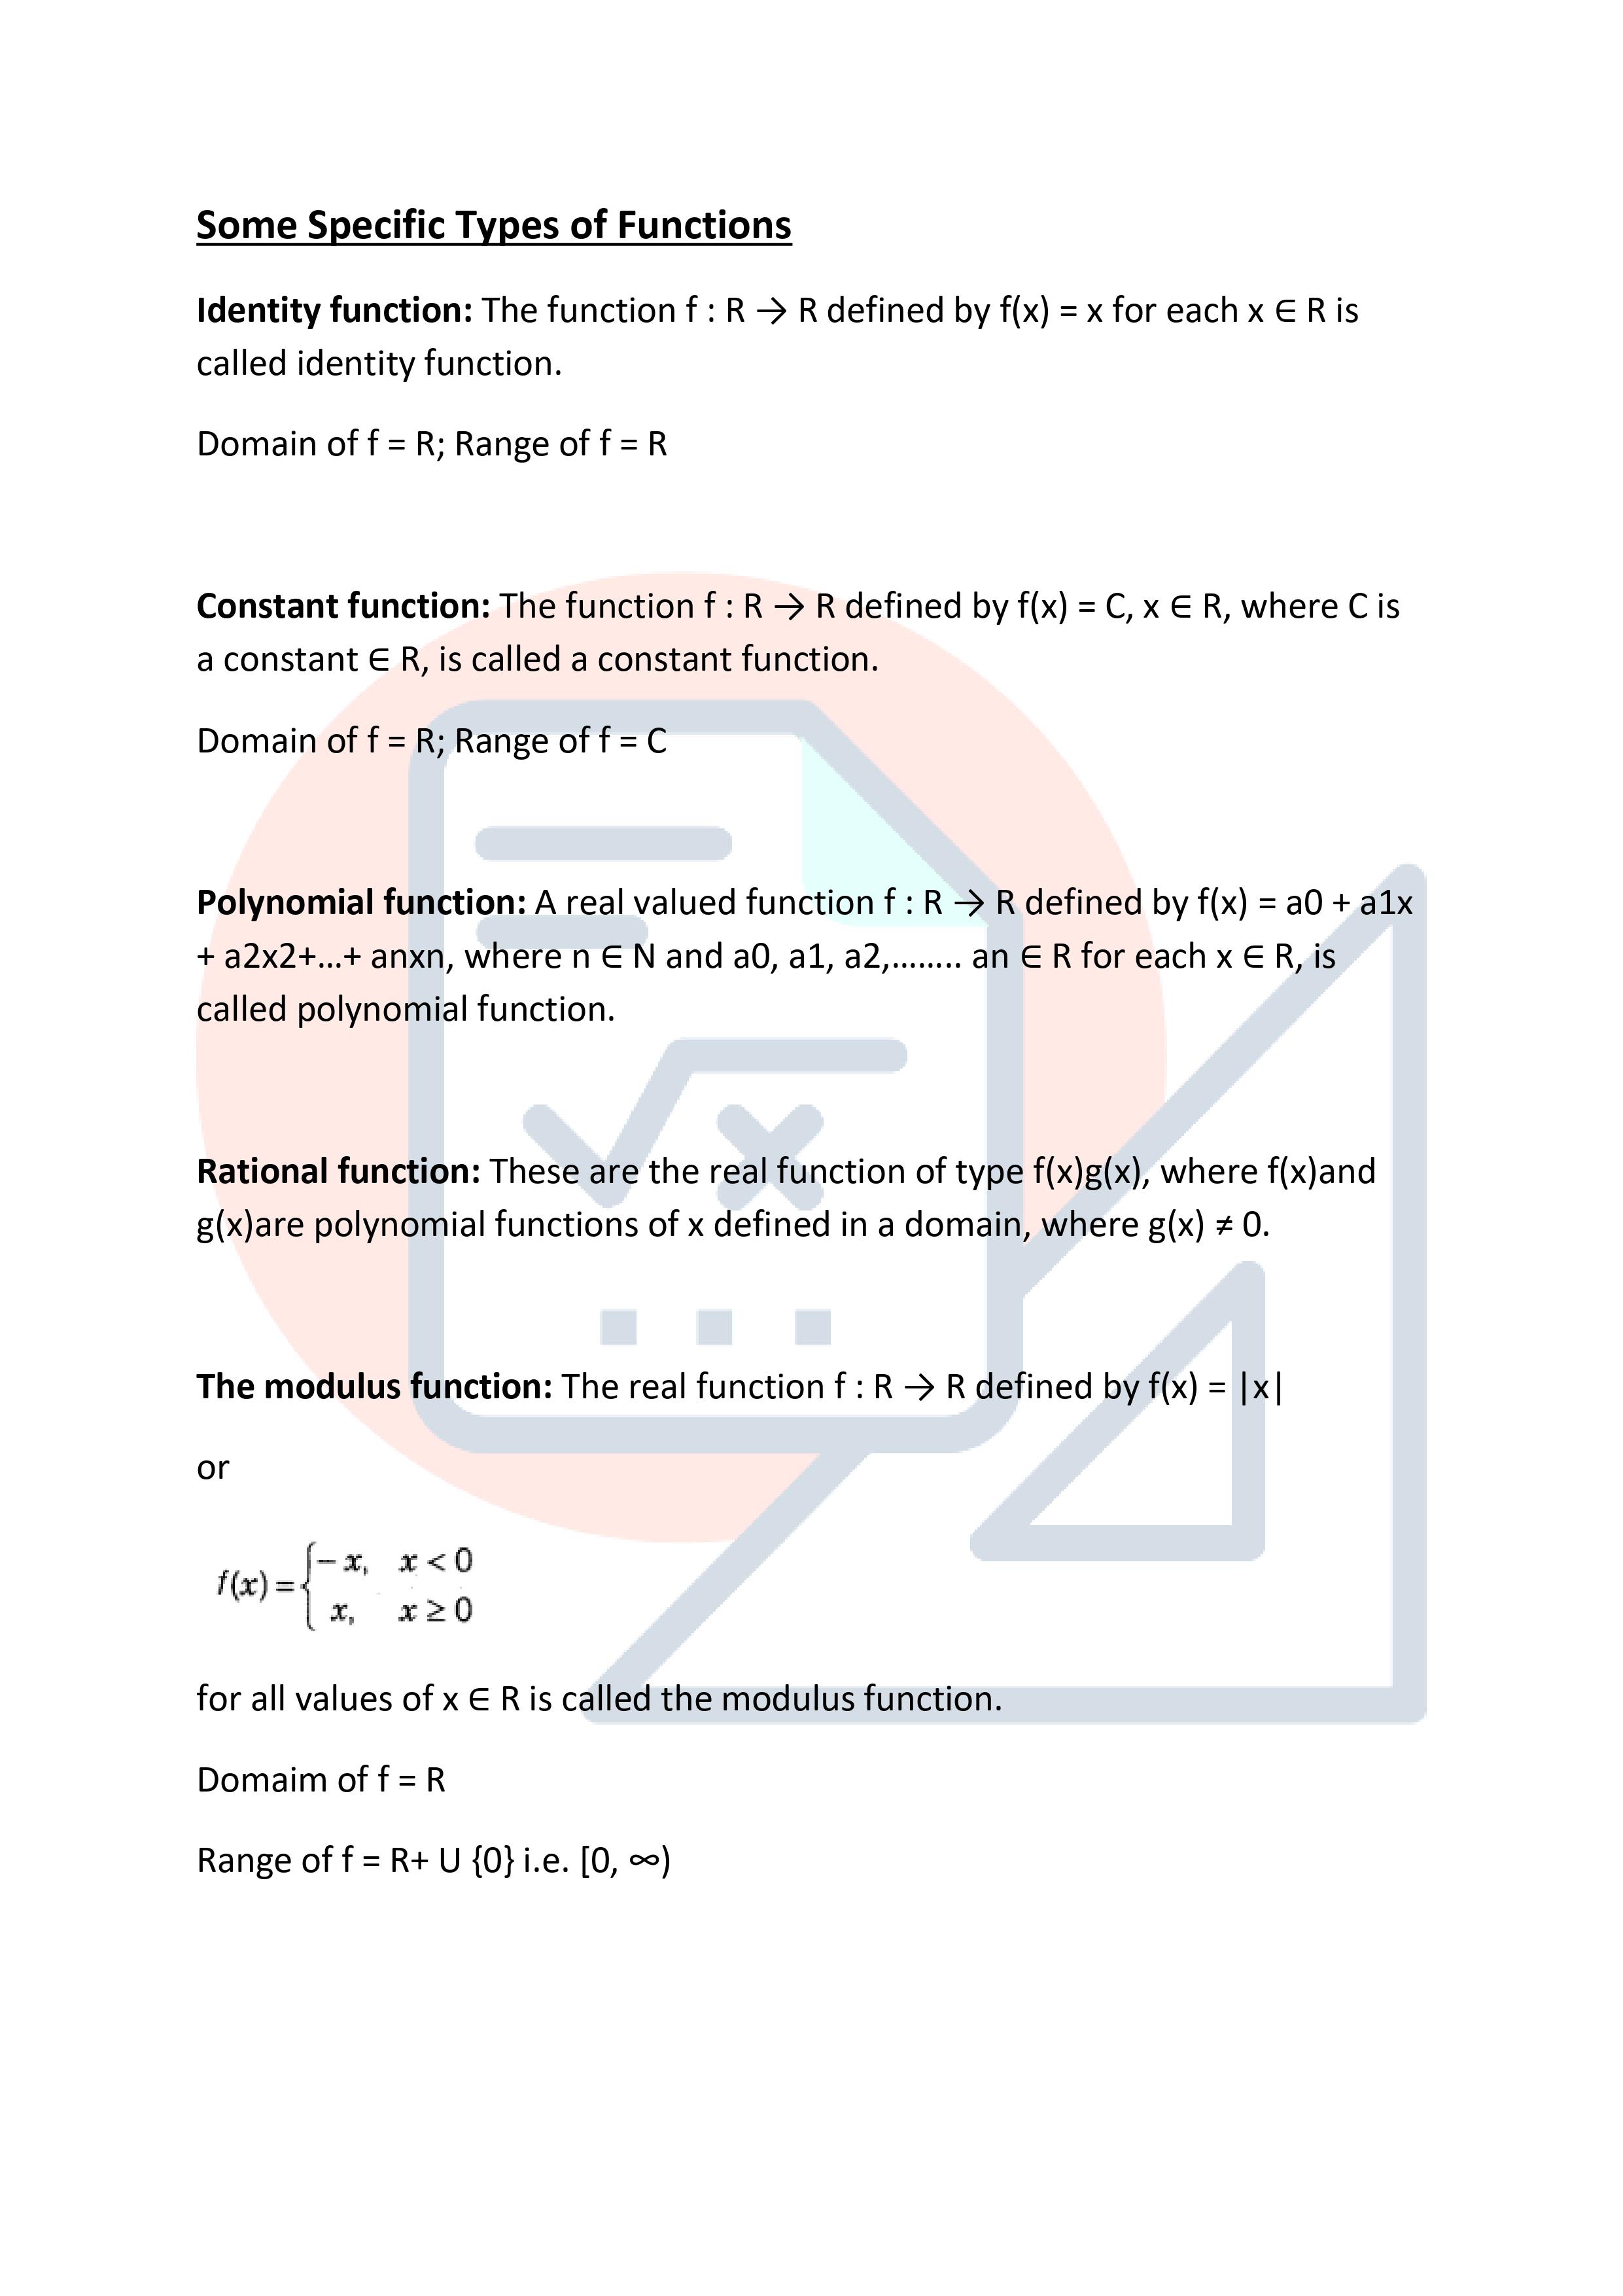 Some Specific Types of Functions
Identity function: The function f : R → R defined by f(x) = x for each x ∈ R is
called identity function.
Domain of f = R; Range of f = R
Constant function: The function f : R → R defined by f(x) = C, x ∈ R, where C is
a constant ∈ R, is called a constant function.
Domain of f = R; Range of f = C
Polynomial function: A real valued function f : R → R defined by f(x) = a0 + a1x
+ a2x2+…+ anxn, where n ∈ N and a0, a1, a2,…….. an ∈ R for each x ∈ R, is
called polynomial function.
Rational function: These are the real function of type f(x)g(x), where f(x)and
g(x)are polynomial functions of x defined in a domain, where g(x) ≠ 0.
The modulus function: The real function f : R → R defined by f(x) = |x|
or
f(x) = { − x, x < 0
x, x ≥ 0
for all values of x ∈ R is called the modulus function.
Domaim of f = R
Range of f = R+ U {0} i.e. [0, ∞)